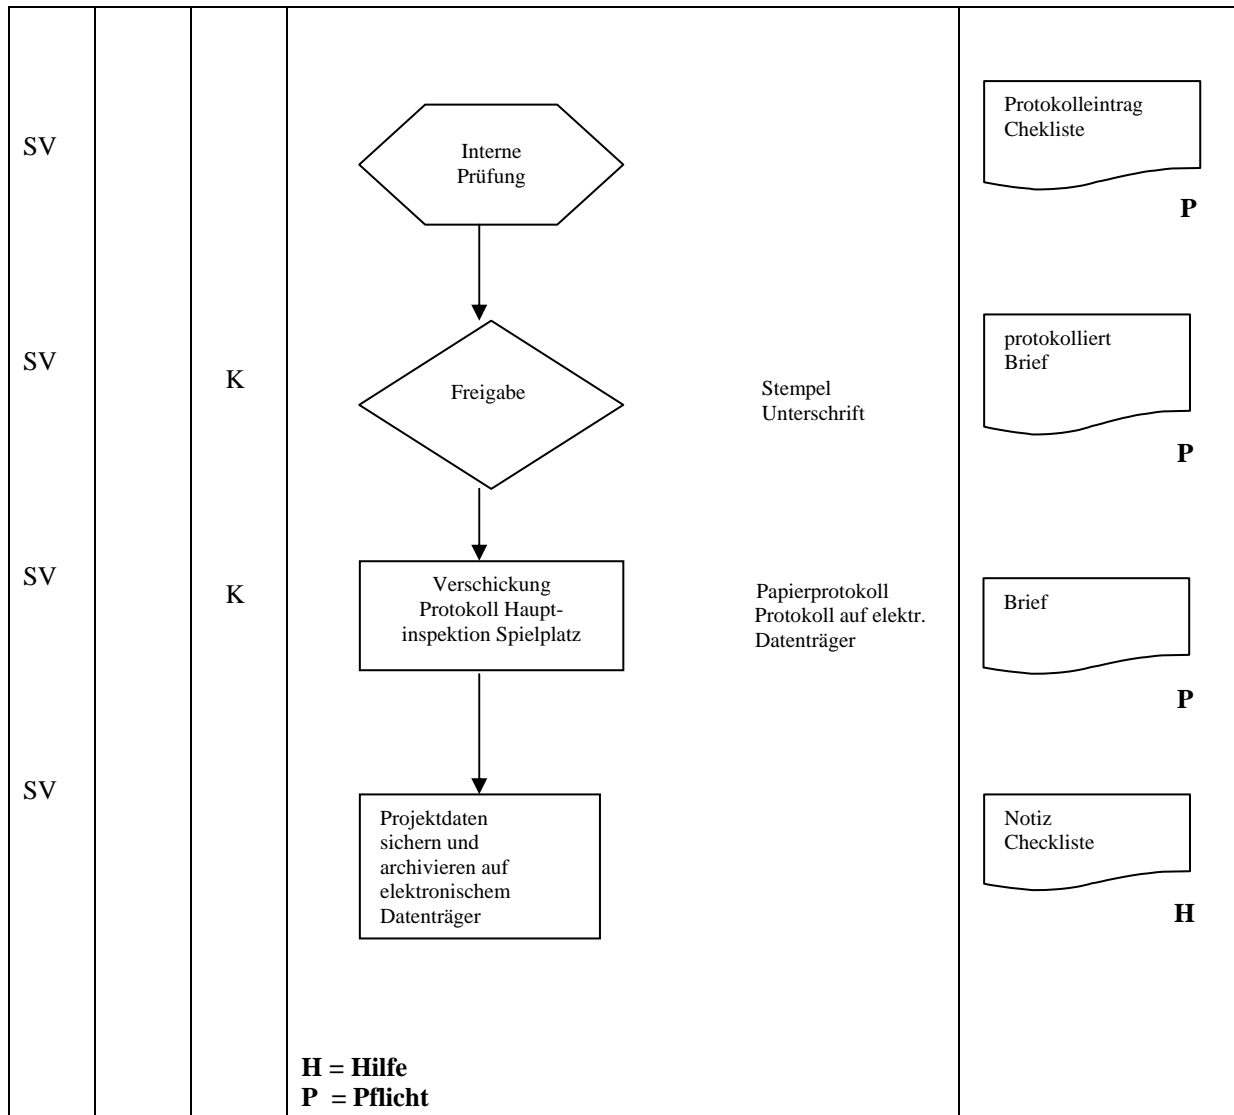 SV
Interne
Prüfung
Protokolleintrag
Chekliste
P
SV
K
Freigabe
Stempel
Unterschrift
protokolliert
Brief
P
SV
K
Verschickung
Protokoll Haupt-
inspektion Spielplatz
Papierprotokoll
Protokoll auf elektr.
Datenträger
Brief
P
SV
Projektdaten
sichern und
archivieren auf
elektronischem
Datenträger
Notiz
Checkliste
H
H = Hilfe
P = Pflicht